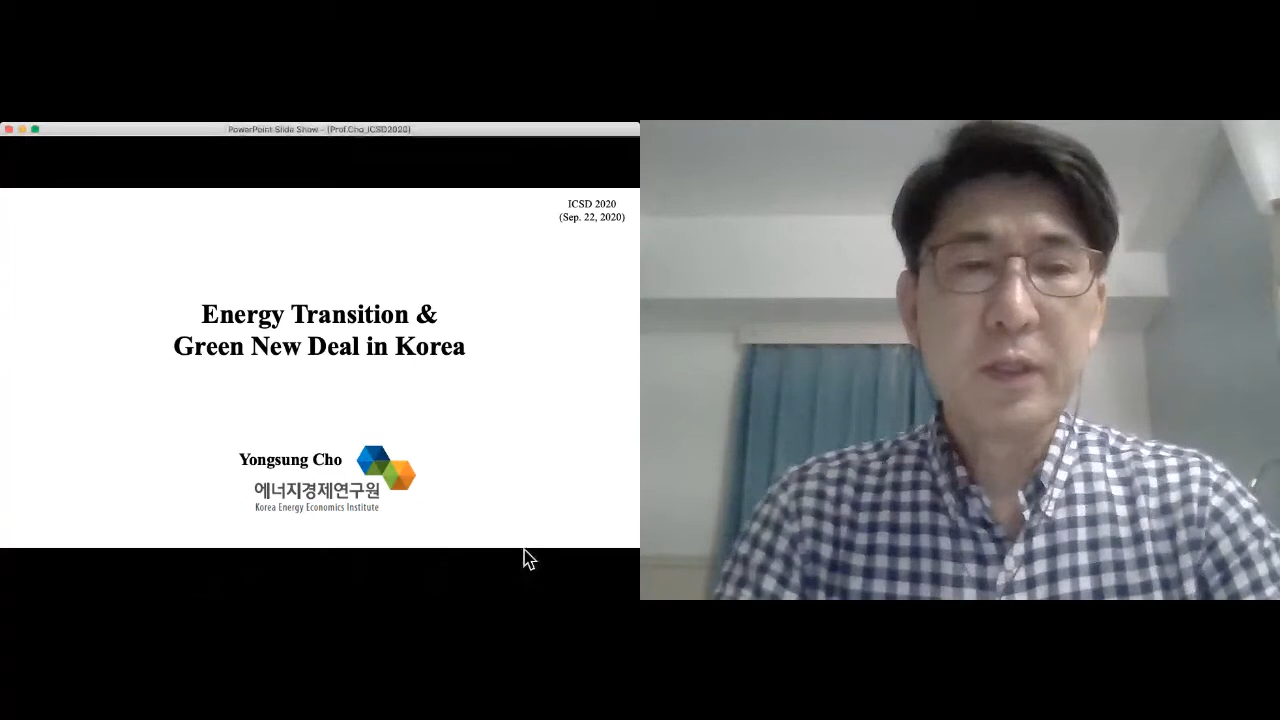 PowerPoint Slide Show - [Prof.Cho_ICSD2020]
ICSD 2020
(Sep. 22, 2020)
Energy Transition &
Green New Deal in Korea
Yongsung Cho
에너지경제연구원
Korea Energy Economics Institute